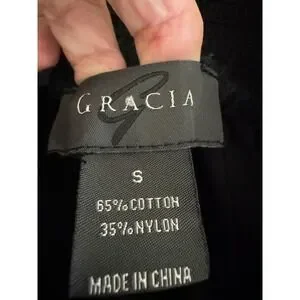 GRACIA
S
65% COTTON
35% NYLON
MADE IN CHINA